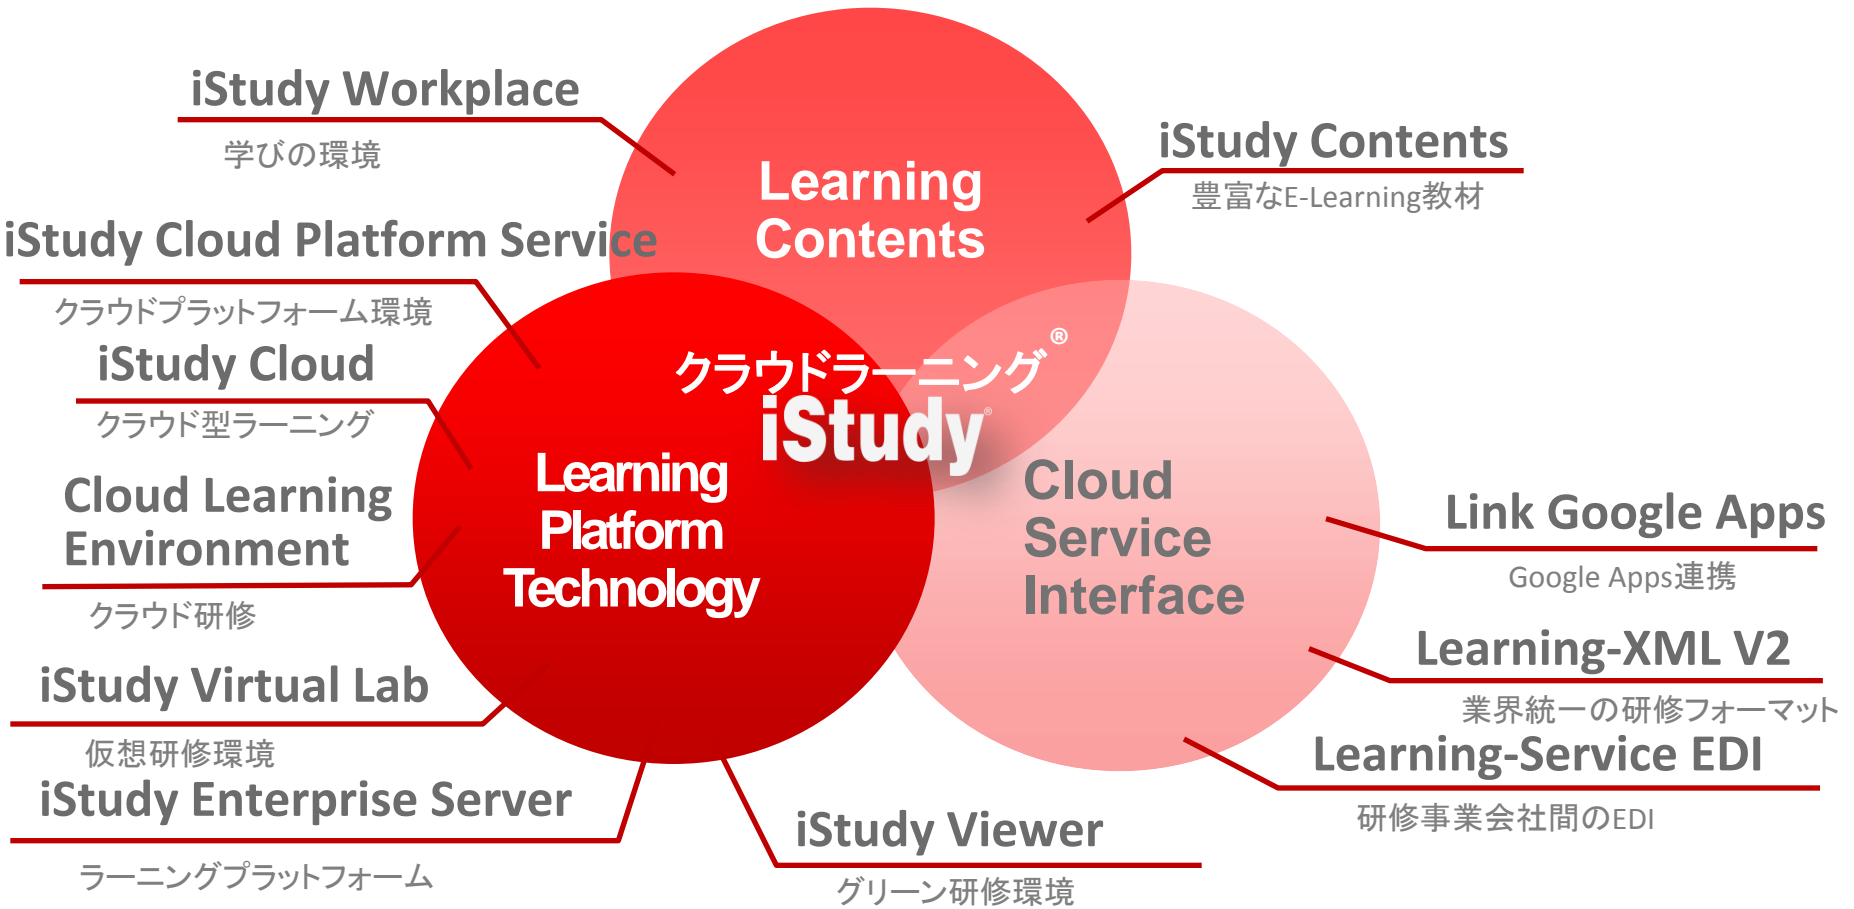 iStudy Workplace
学びの環境
iStudy Cloud Platform Service
クラウドプラットフォーム環境
iStudy Cloud
クラウド型ラーニング
Cloud Learning
Environment
クラウド研修
iStudy Virtual Lab
仮想研修環境
iStudy Enterprise Server
ラーニングプラットフォーム
Learning
Contents
クラウドラーニング®
iStudy®
Learning
Platform
Technology
Cloud
Service
Interface
iStudy Viewer
グリーン研修環境
iStudy Contents
豊富なE-Learning教材
Link Google Apps
Google Apps連携
Learning-XML V2
業界統一の研修フォーマット
Learning-Service EDI
研修事業会社間のEDI